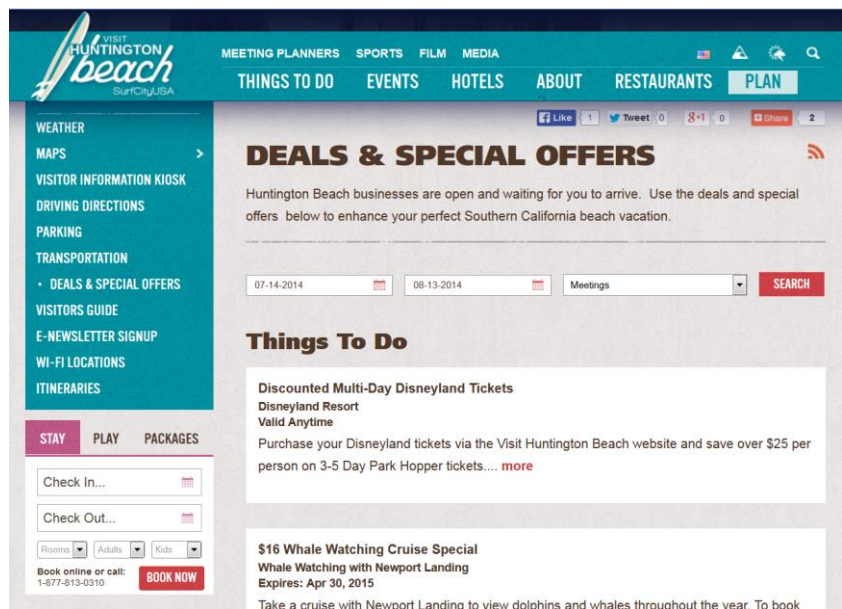 VISIT
HUNTINGTON
beach
SurfCityUSA
MEETING PLANNERS SPORTS FILM MEDIA
THINGS TO DO EVENTS HOTELS ABOUT RESTAURANTS PLAN
WEATHER
MAPS >
VISITOR INFORMATION KIOSK
DRIVING DIRECTIONS
PARKING
TRANSPORTATION
• DEALS & SPECIAL OFFERS
VISITORS GUIDE
E-NEWSLETTER SIGNUP
WI-FI LOCATIONS
ITINERARIES
STAY PLAY PACKAGES
Check In...
Check Out...
Rooms Adults Kids
Book online or call:
1-877-813-0310
BOOK NOW
Like 1 Tweet 0 g+1 0 Share 2
DEALS & SPECIAL OFFERS
Huntington Beach businesses are open and waiting for you to arrive. Use the deals and special
offers below to enhance your perfect Southern California beach vacation.
07-14-2014 08-13-2014 Meetings SEARCH
Things To Do
Discounted Multi-Day Disneyland Tickets
Disneyland Resort
Valid Anytime
Purchase your Disneyland tickets via the Visit Huntington Beach website and save over $25 per
person on 3-5 Day Park Hopper tickets.... more
$16 Whale Watching Cruise Special
Whale Watching with Newport Landing
Expires: Apr 30, 2015
Take a cruise with Newport Landing to view dolphins and whales throughout the year. To book